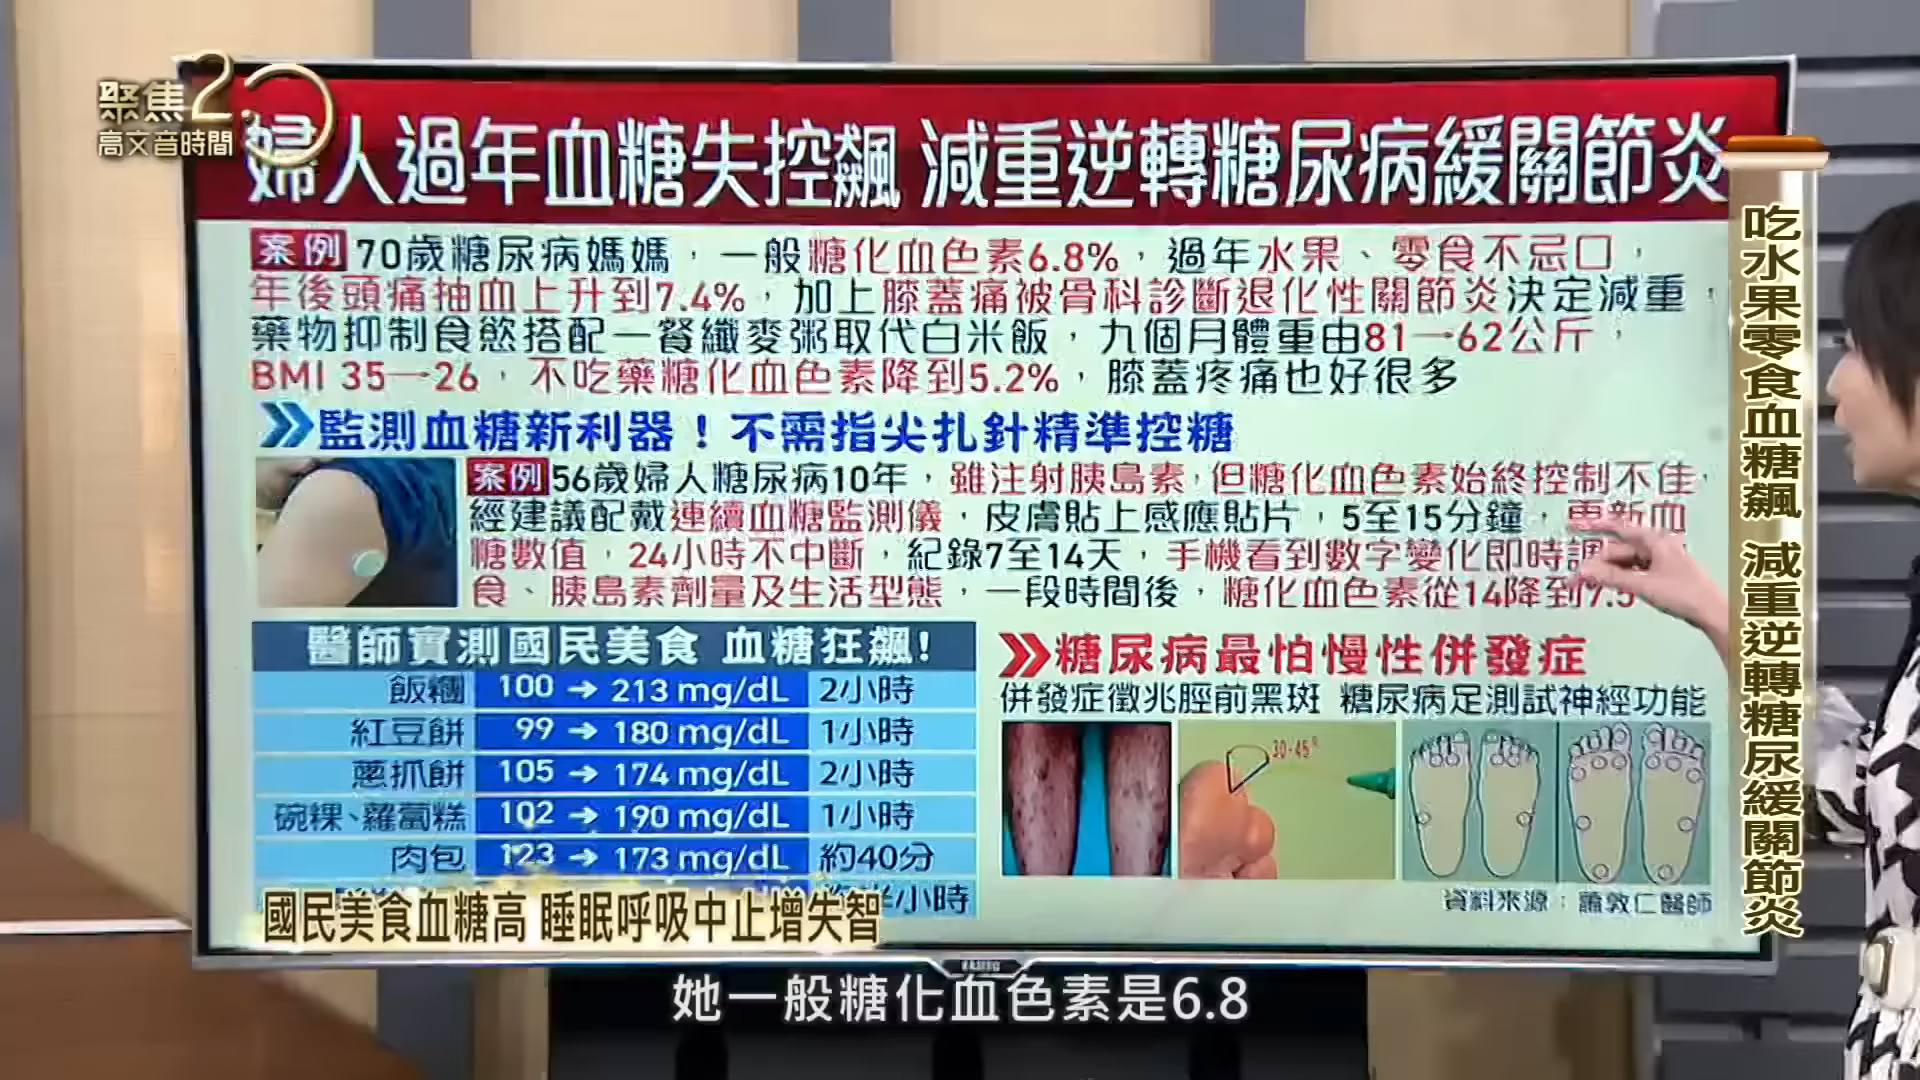 聚焦2.0
高文音時間
婦人過年血糖失控飆 減重逆轉糖尿病緩關節炎
案例 70歲糖尿病媽媽，一般糖化血色素6.8%，過年水果、零食不忌口，
年後頭痛抽血上升到7.4%，加上膝蓋痛被骨科診斷退化性關節炎決定減重，
藥物抑制食慾搭配一餐纖麥粥取代白米飯，九個月體重由81→62公斤，
BMI 35→26，不吃藥糖化血色素降到5.2%，膝蓋疼痛也好很多
監測血糖新利器！不需指尖扎針精準控糖
案例 56歲婦人糖尿病10年，雖注射胰島素，但糖化血色素始終控制不佳，
經建議配戴連續血糖監測儀，皮膚貼上感應貼片，5至15分鐘，更新血
糖數值，24小時不中斷，紀錄7至14天，手機看到數字變化即時調
食、胰島素劑量及生活型態，一段時間後，糖化血色素從14降到7.5
醫師實測國民美食 血糖狂飆!
飯糰 100→213 mg/dL 2小時
紅豆餅 99→180 mg/dL 1小時
蔥抓餅 105→174 mg/dL 2小時
碗粿、蘿蔔糕 102→190 mg/dL 1小時
肉包 123→173 mg/dL 約40分
半小時
糖尿病最怕慢性併發症
併發症徵兆脛前黑斑 糖尿病足測試神經功能
30-45°
資料來源：蕭敦仁醫師
吃水果零食血糖飆 減重逆轉糖尿緩關節炎
國民美食血糖高 睡眠呼吸中止增失智
她一般糖化血色素是6.8